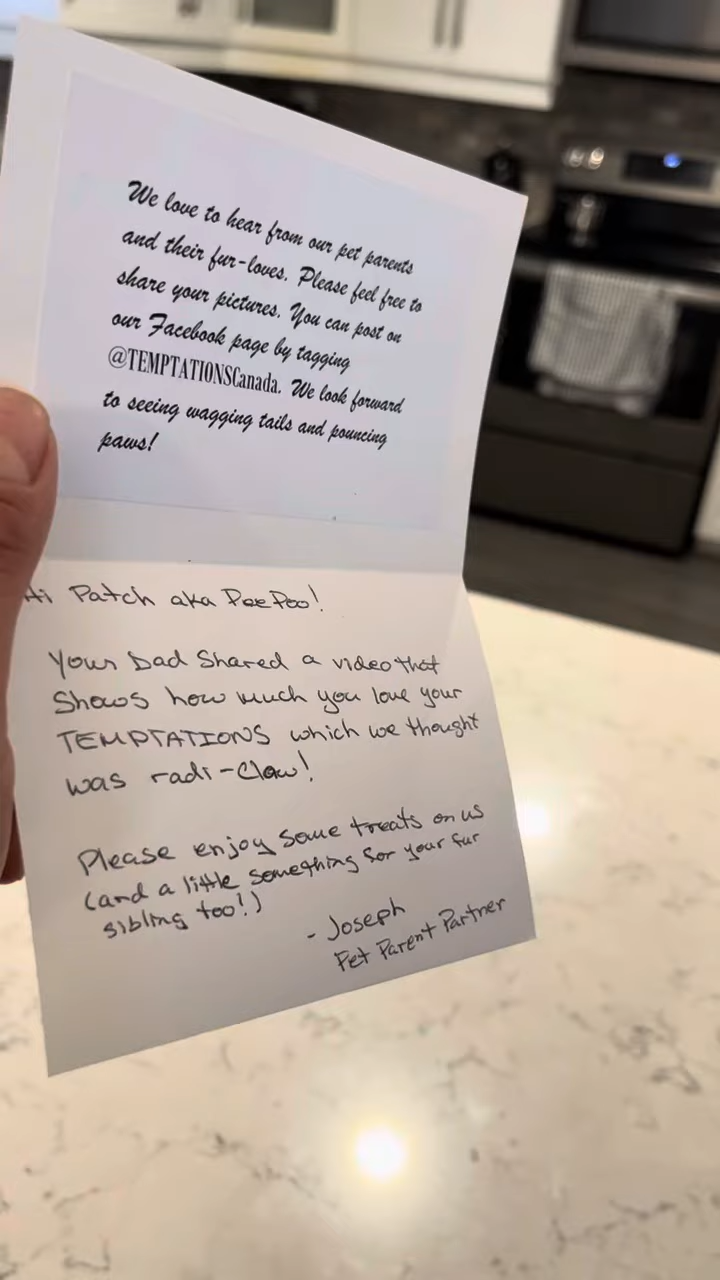 We love to hear from our pet parents
and their fur-loves. Please feel free to
share your pictures. You can post on
our Facebook page by tagging
@TEMPTATIONSCanada. We look forward
to seeing wagging tails and pouncing
paws!
Hi Patch aka PeePoo!
Your Dad Shared a video that
Shows how much you love your
TEMPTATIONS which we thought
was radi-Claw!
Please enjoy some treats on us
(and a little something for your fur
sibling too!)
- Joseph
Pet Parent Partner